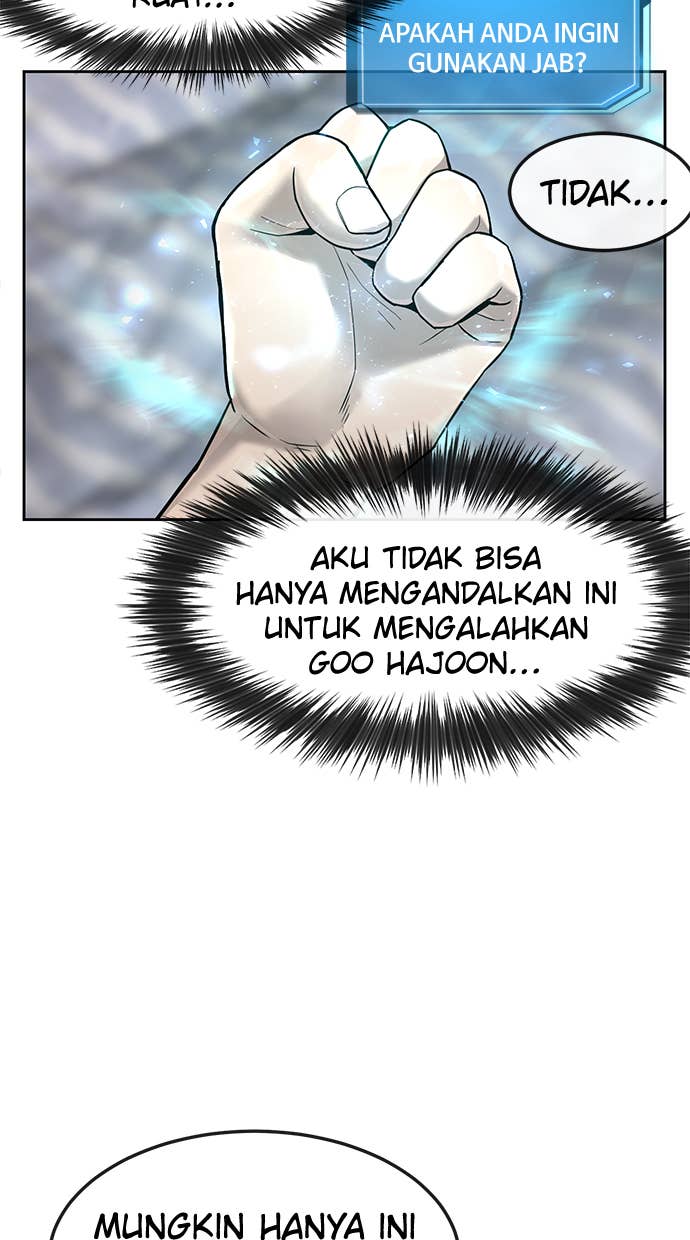 APAKAH ANDA INGIN
GUNAKAN JAB?
TIDAK...
AKU TIDAK BISA
HANYA MENGANDALKAN INI
UNTUK MENGALAHKAN
GOO HAJOON...
MUNGKIN HANYA INI